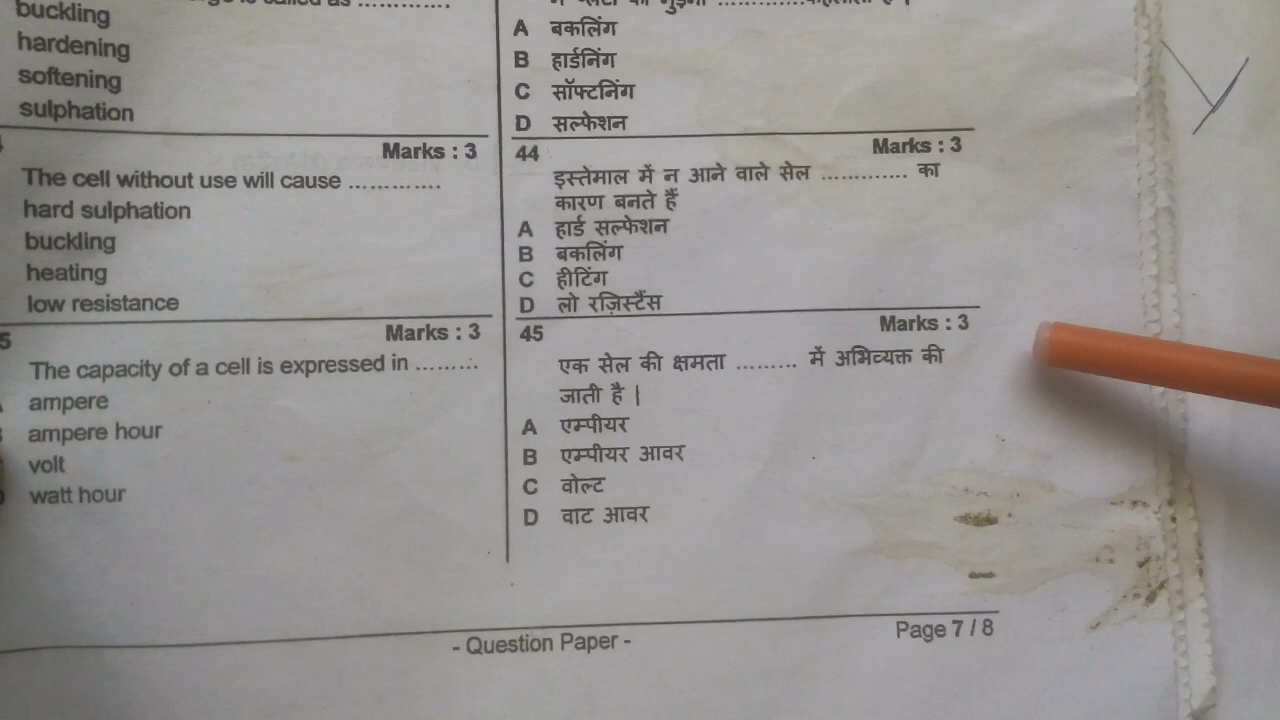 buckling
hardening
softening
sulphation
Marks : 3
The cell without use will cause .............
hard sulphation
buckling
heating
low resistance
5 Marks : 3
The capacity of a cell is expressed in .........
ampere
ampere hour
volt
watt hour
A बकलिंग
B हार्डनिंग
C सॉफ्टनिंग
D सल्फेशन
44 Marks : 3
इस्तेमाल में न आने वाले सेल ............. का
कारण बनते हैं
A हार्ड सल्फेशन
B बकलिंग
C हीटिंग
D लो रज़िस्टैंस
45 Marks : 3
एक सेल की क्षमता ......... में अभिव्यक्त की
जाती है |
A एम्पीयर
B एम्पीयर आवर
C वोल्ट
D वाट आवर
- Question Paper -
Page 7 / 8